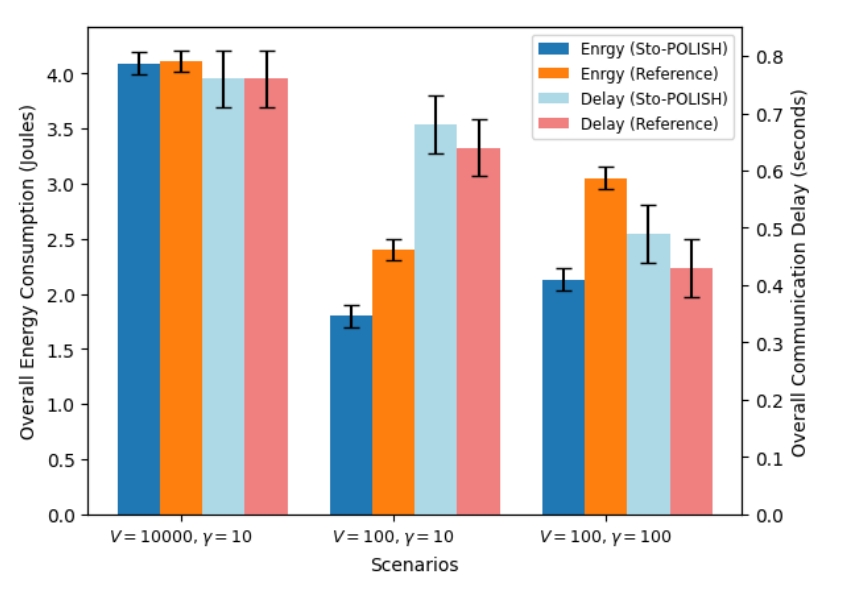 Enrgy (Sto-POLISH)
Enrgy (Reference)
Delay (Sto-POLISH)
Delay (Reference)
Overall Energy Consumption (Joules)
4.0
3.5
3.0
2.5
2.0
1.5
1.0
0.5
0.0
Overall Communication Delay (seconds)
0.8
0.7
0.6
0.5
0.4
0.3
0.2
0.1
0.0
V = 10000, γ = 10
V = 100, γ = 10
V = 100, γ = 100
Scenarios